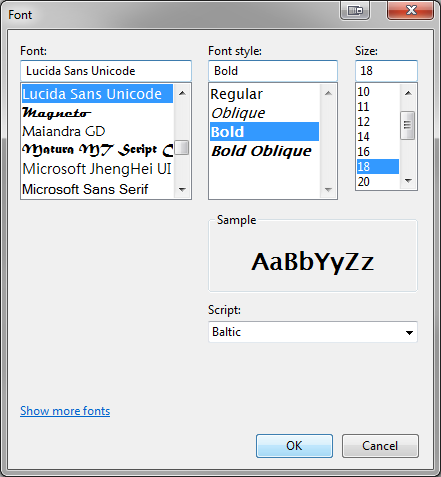 Font
Font:
Font style:
Size:
Lucida Sans Unicode
Bold
18
Lucida Sans Unicode
Magneto
Maiandra GD
Matura MT Script C
Microsoft JhengHei UI
Microsoft Sans Serif
Regular
Oblique
Bold
Bold Oblique
10
11
12
14
16
18
20
Sample
AaBbYyZz
Script:
Baltic
Show more fonts
OK
Cancel